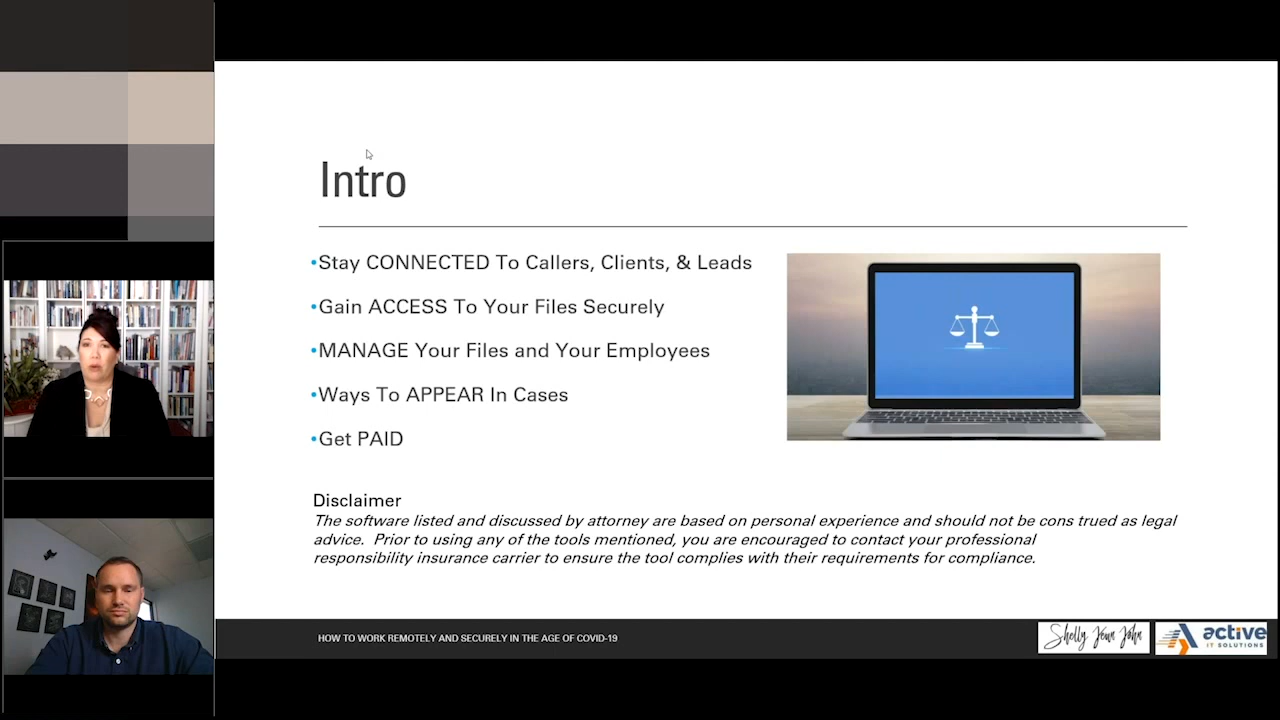 Intro
•Stay CONNECTED To Callers, Clients, & Leads
•Gain ACCESS To Your Files Securely
•MANAGE Your Files and Your Employees
•Ways To APPEAR In Cases
•Get PAID
Disclaimer
The software listed and discussed by attorney are based on personal experience and should not be cons trued as legal
advice.  Prior to using any of the tools mentioned, you are encouraged to contact your professional
responsibility insurance carrier to ensure the tool complies with their requirements for compliance.
HOW TO WORK REMOTELY AND SECURELY IN THE AGE OF COVID-19
Shelly Jean John
active
IT SOLUTIONS